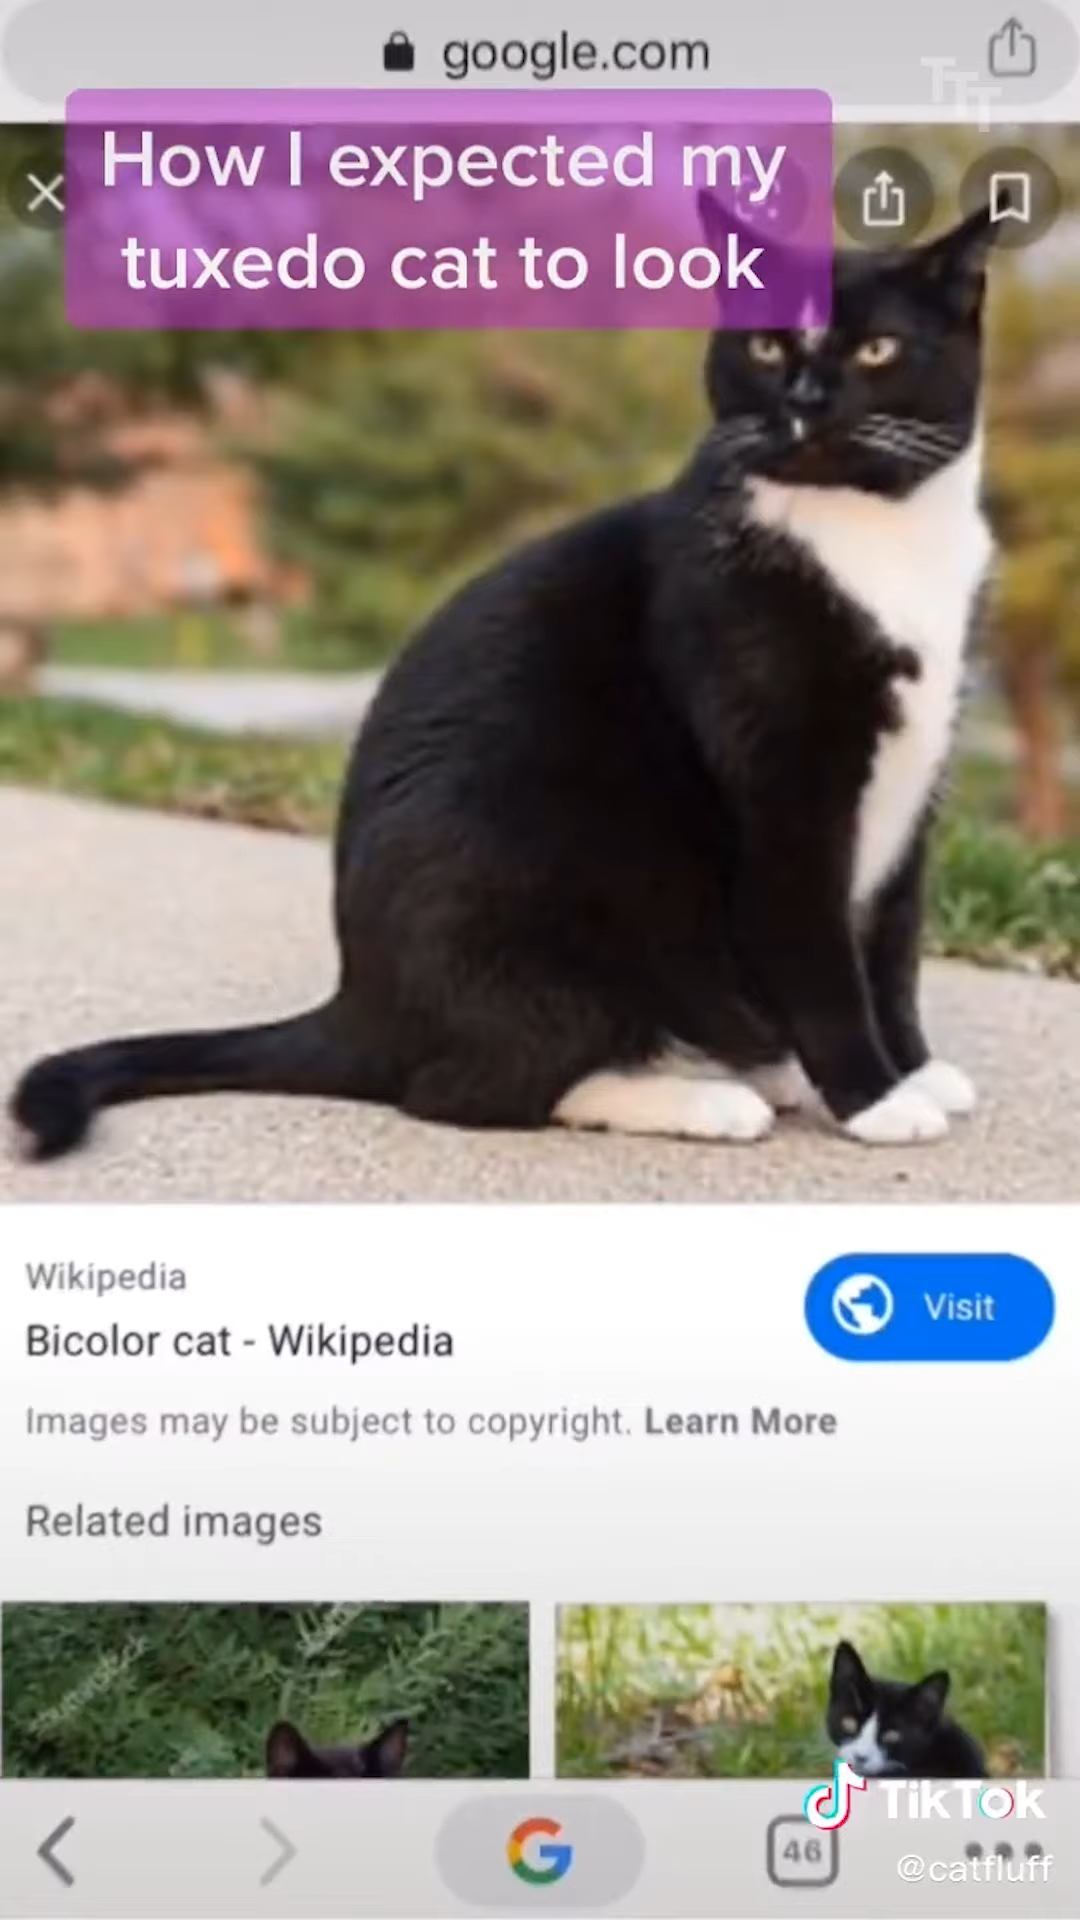 google.com
TTT
How I expected my
tuxedo cat to look
Wikipedia
Visit
Bicolor cat - Wikipedia
Images may be subject to copyright. Learn More
Related images
TikTok
46
@catfluff